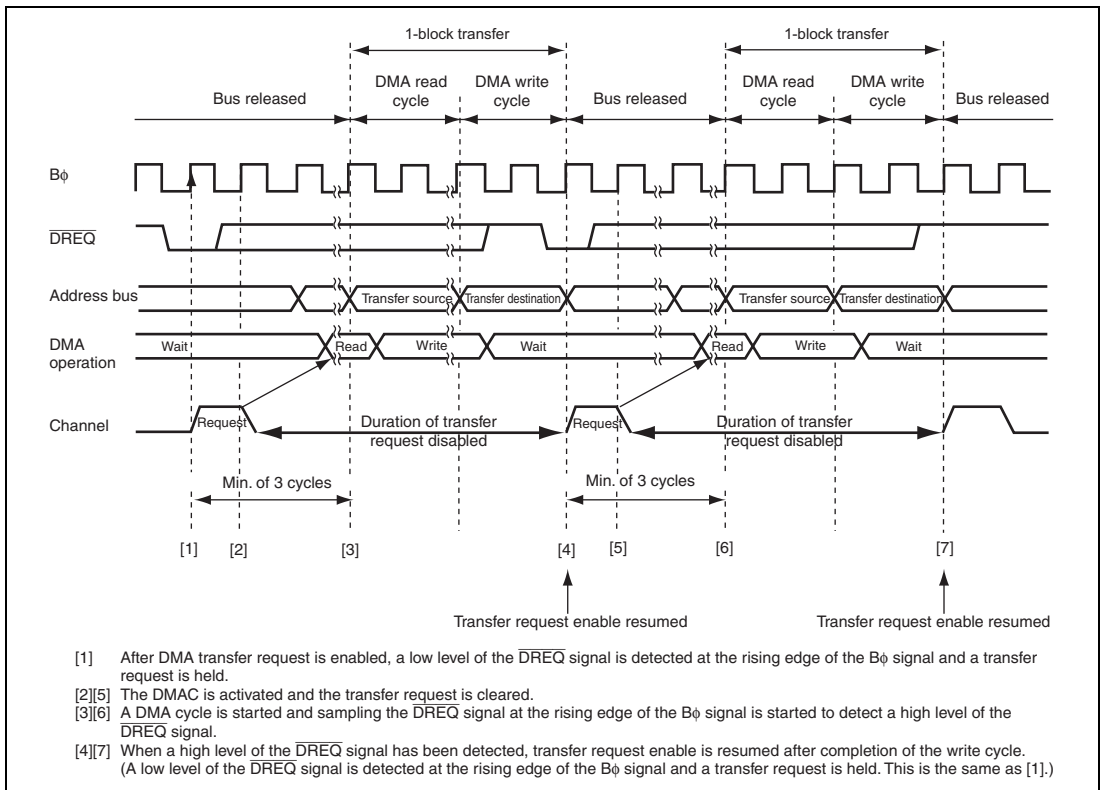 1-block transfer 1-block transfer
DMA read DMA write DMA read DMA write
Bus released cycle cycle Bus released cycle cycle Bus released
Bφ
DREQ
Address bus Transfer source Transfer destination Transfer source Transfer destination
DMA operation Wait Read Write Wait Read Write Wait
Channel Request Duration of transfer request disabled Request Duration of transfer request disabled
Min. of 3 cycles Min. of 3 cycles
[1] [2] [3] [4] [5] [6] [7]
Transfer request enable resumed Transfer request enable resumed
[1] After DMA transfer request is enabled, a low level of the DREQ signal is detected at the rising edge of the Bφ signal and a transfer
request is held.
[2][5] The DMAC is activated and the transfer request is cleared.
[3][6] A DMA cycle is started and sampling the DREQ signal at the rising edge of the Bφ signal is started to detect a high level of the
DREQ signal.
[4][7] When a high level of the DREQ signal has been detected, transfer request enable is resumed after completion of the write cycle.
(A low level of the DREQ signal is detected at the rising edge of the Bφ signal and a transfer request is held. This is the same as [1].)